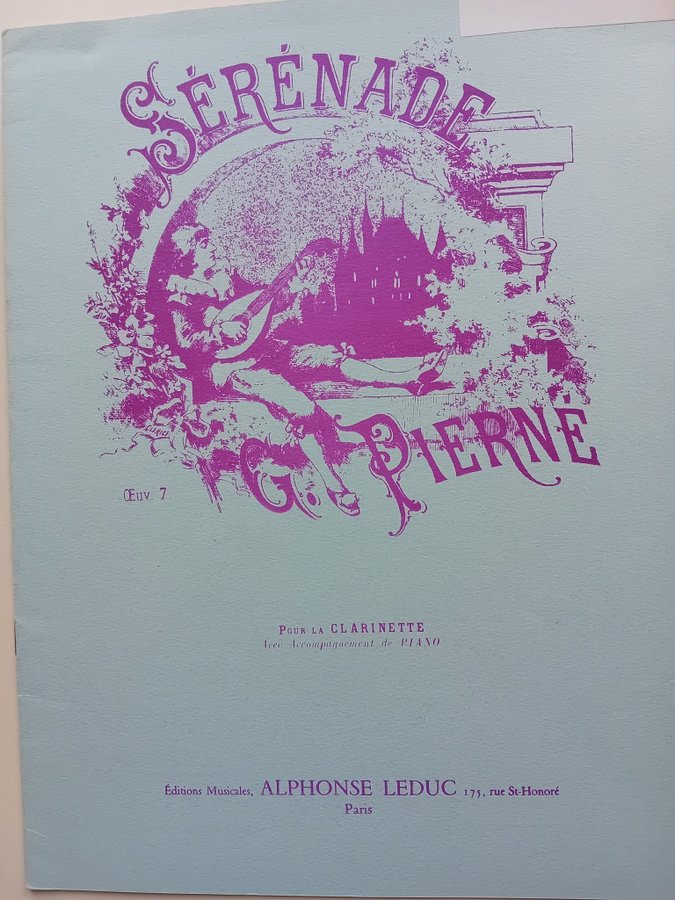 SÉRÉNADE
G. PIERNÉ
Œuv. 7
POUR LA CLARINETTE
Avec Accompagnement de PIANO
Éditions Musicales, ALPHONSE LEDUC 175, rue St-Honoré
Paris